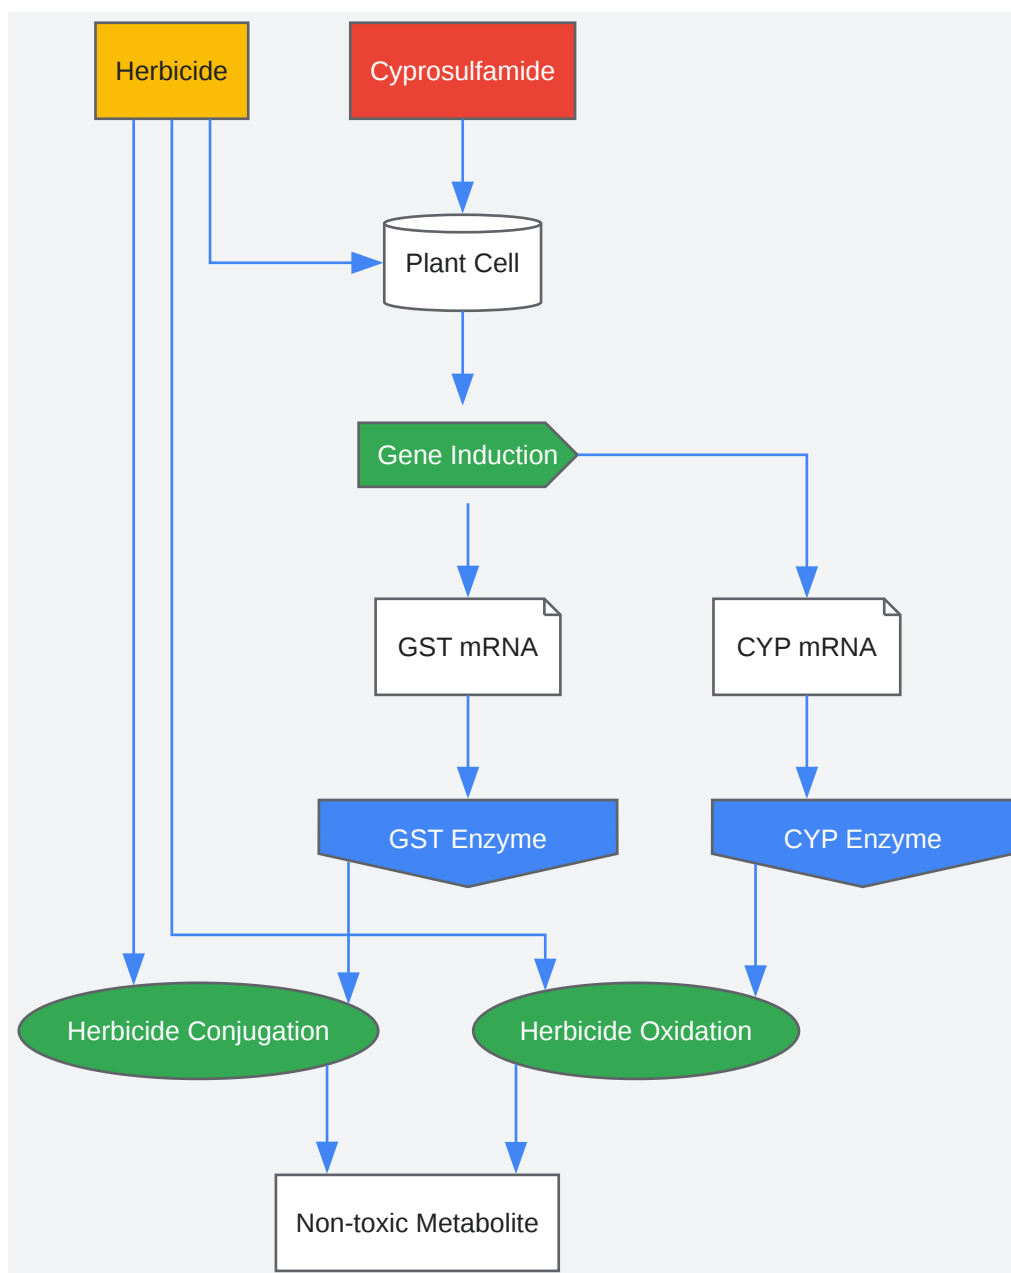 Herbicide
Cyprosulfamide
Plant Cell
Gene Induction
GST mRNA
CYP mRNA
GST Enzyme
CYP Enzyme
Herbicide Conjugation
Herbicide Oxidation
Non-toxic Metabolite